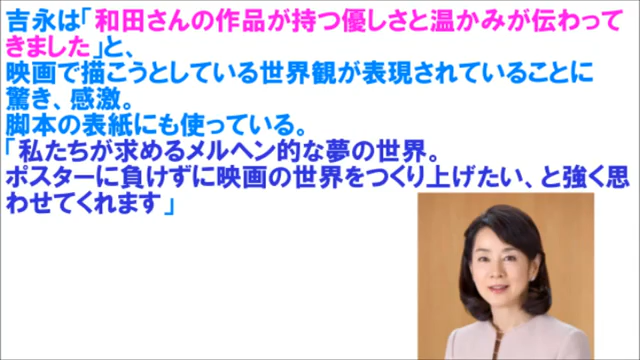 吉永は「和田さんの作品が持つ優しさと温かみが伝わって
きました」と、
映画で描こうとしている世界観が表現されていることに
驚き、感激。
脚本の表紙にも使っている。
「私たちが求めるメルヘン的な夢の世界。
ポスターに負けずに映画の世界をつくり上げたい、と強く思
わせてくれます」